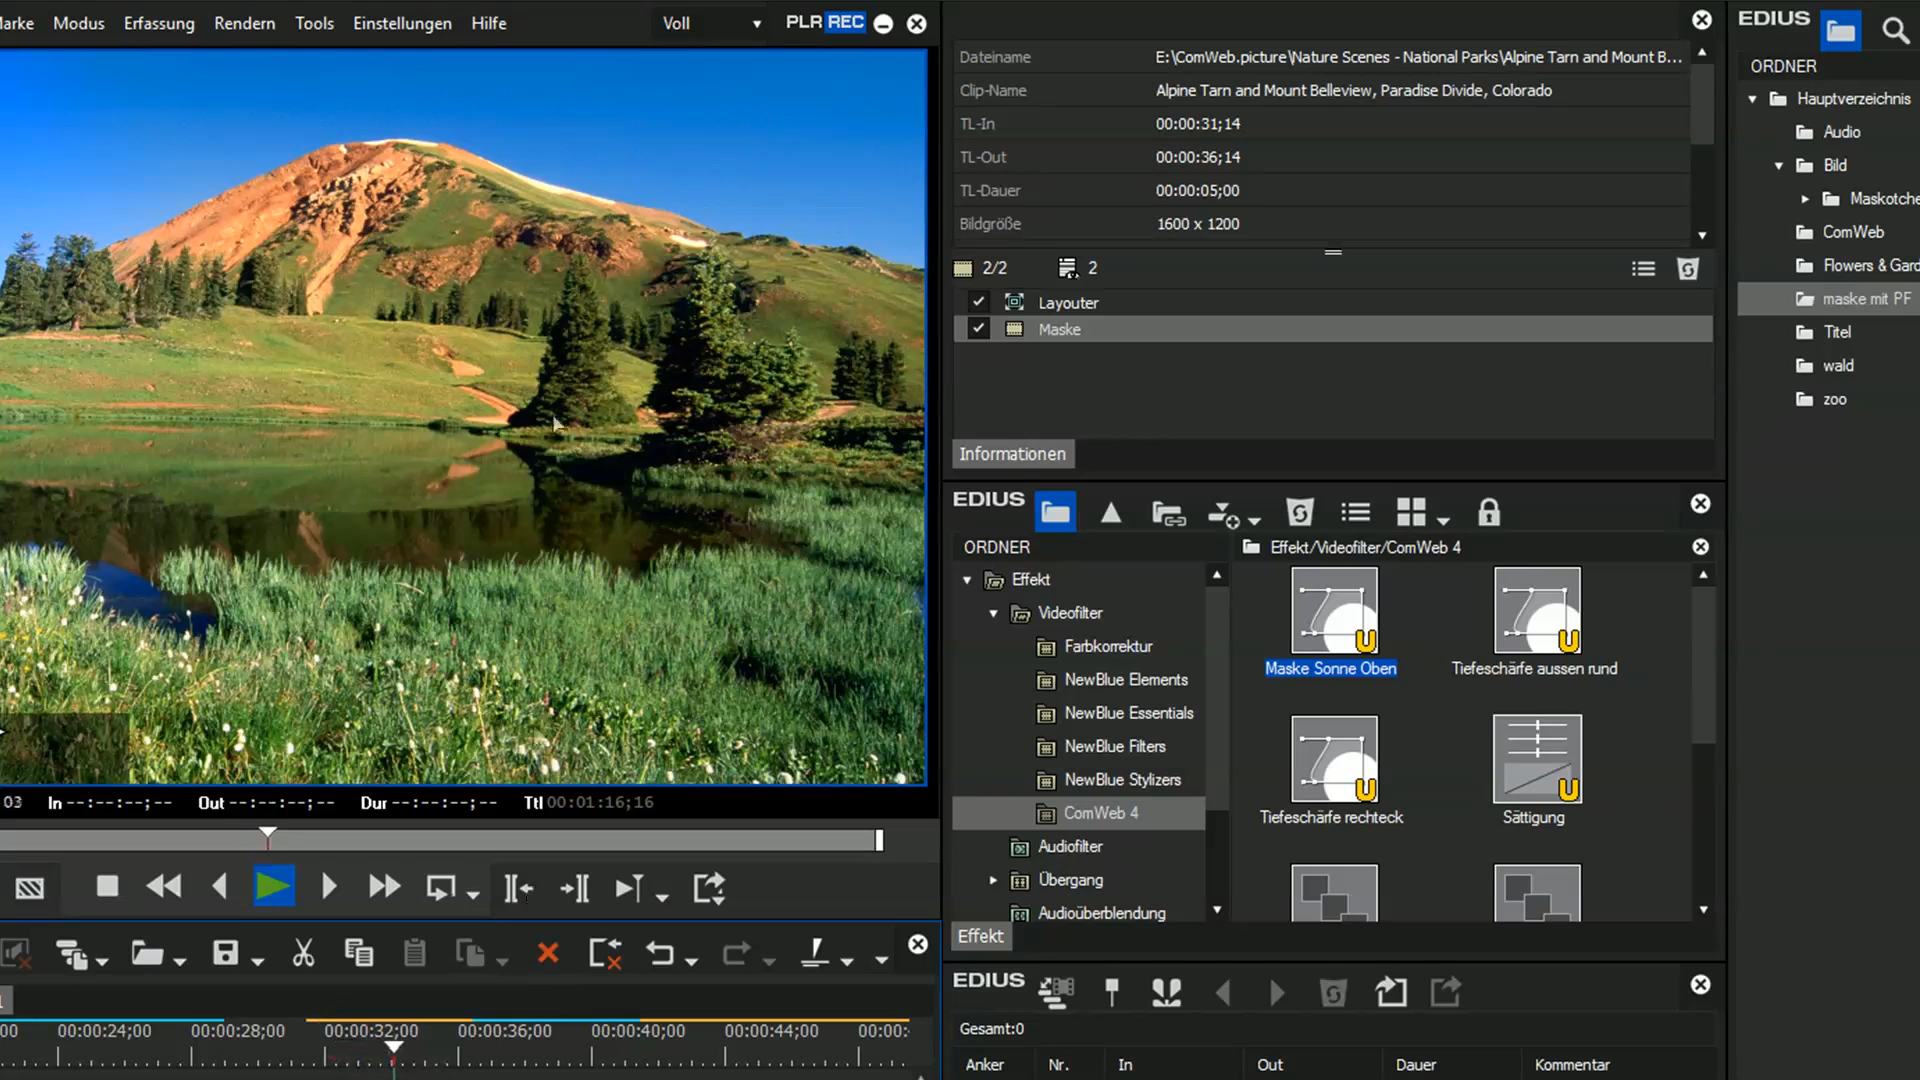 arke Modus Erfassung Rendern Tools Einstellungen Hilfe Voll PLR REC
Dateiname E:\ComWeb.picture\Nature Scenes - National Parks\Alpine Tarn and Mount B...
Clip-Name Alpine Tarn and Mount Belleview, Paradise Divide, Colorado
TL-In 00:00:31;14
TL-Out 00:00:36;14
TL-Dauer 00:00:05;00
Bildgröße 1600 x 1200
2/2 2
Layouter
Maske
Informationen
EDIUS
ORDNER
Hauptverzeichnis
Audio
Bild
Maskotche
ComWeb
Flowers & Gard
maske mit PF
Titel
wald
zoo
EDIUS
ORDNER
Effekt/Videofilter/ComWeb 4
Effekt
Videofilter
Farbkorrektur
NewBlue Elements
NewBlue Essentials
NewBlue Filters
NewBlue Stylizers
ComWeb 4
Audiofilter
Übergang
Audioüberblendung
U
Maske Sonne Oben
U
Tiefeschärfe aussen rund
U
Tiefeschärfe rechteck
U
Sättigung
Effekt
03 In --:--:--;-- Out --:--:--;-- Dur --:--:--;-- Ttl 00:01:16;16
00 00:00:24;00 00:00:28;00 00:00:32;00 00:00:36;00 00:00:40;00 00:00:44;00 00:00:
EDIUS
Gesamt:0
Anker Nr. In Out Dauer Kommentar